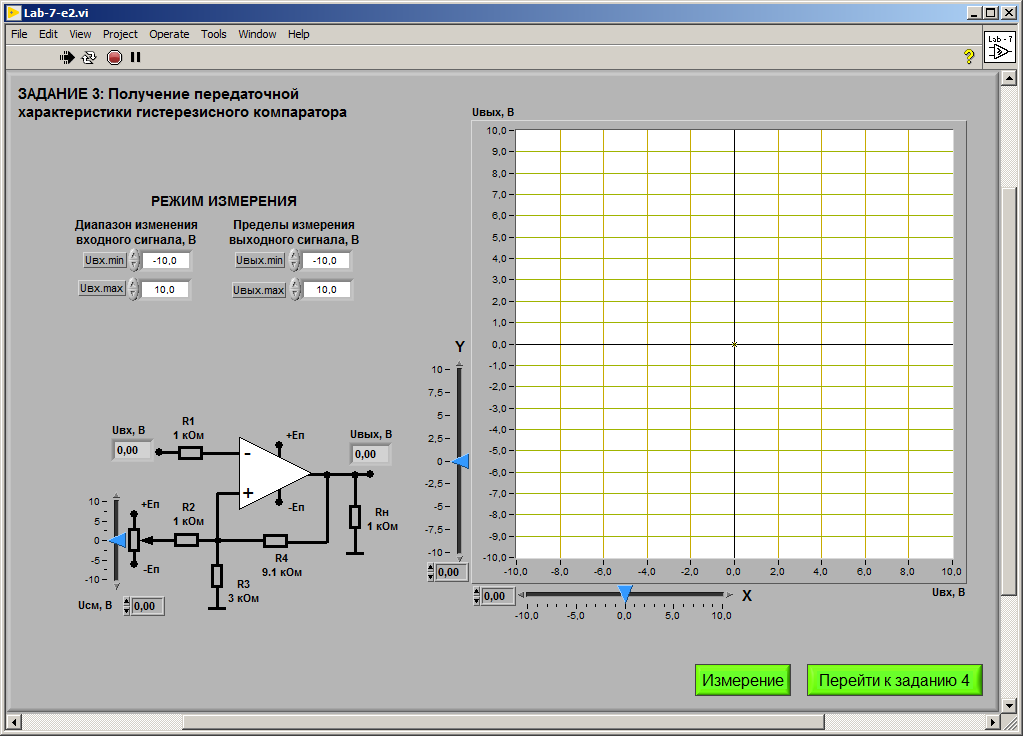 Lab-7-e2.vi
File Edit View Project Operate Tools Window Help
?
Lab - 7
ЗАДАНИЕ 3: Получение передаточной
характеристики гистерезисного компаратора
РЕЖИМ ИЗМЕРЕНИЯ
Диапазон изменения
входного сигнала, В
Uвх.min -10,0
Uвх.max 10,0
Пределы измерения
выходного сигнала, В
Uвых.min -10,0
Uвых.max 10,0
Uвых, В
10,0
9,0
8,0
7,0
6,0
5,0
4,0
3,0
2,0
1,0
0,0
-1,0
-2,0
-3,0
-4,0
-5,0
-6,0
-7,0
-8,0
-9,0
-10,0
-10,0 -8,0 -6,0 -4,0 -2,0 0,0 2,0 4,0 6,0 8,0 10,0
Uвх, В
Y
10
7,5
5
2,5
0
-2,5
-5
-7,5
-10
0,00
0,00
X
-10,0 -5,0 0,0 5,0 10,0
Uвх, В
0,00
R1
1 кОм
+Eп
-
+
-Eп
Uвых, В
0,00
Rн
1 кОм
10
5
0
-5
-10
+Eп
-Eп
R2
1 кОм
R4
9.1 кОм
R3
3 кОм
Uсм, В 0,00
Измерение
Перейти к заданию 4